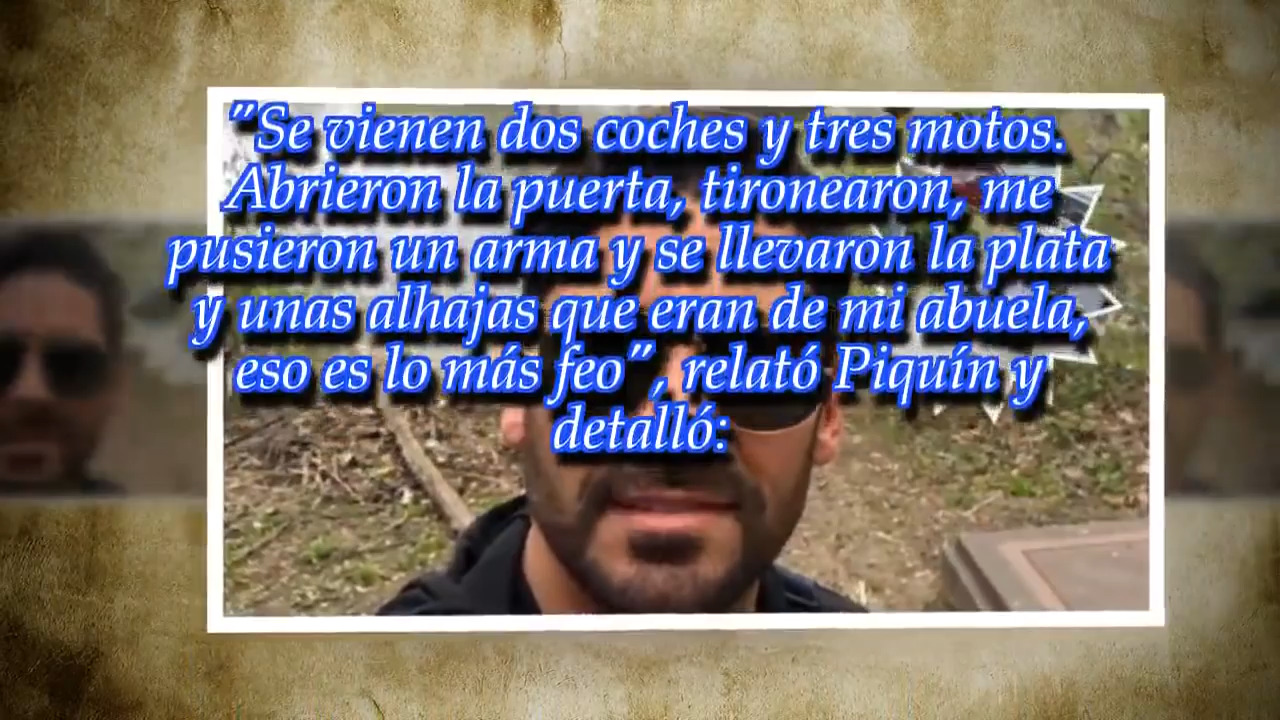 "Se vienen dos coches y tres motos.
Abrieron la puerta, tironearon, me
pusieron un arma y se llevaron la plata
y unas alhajas que eran de mi abuela,
eso es lo más feo", relató Piquín y
detalló: